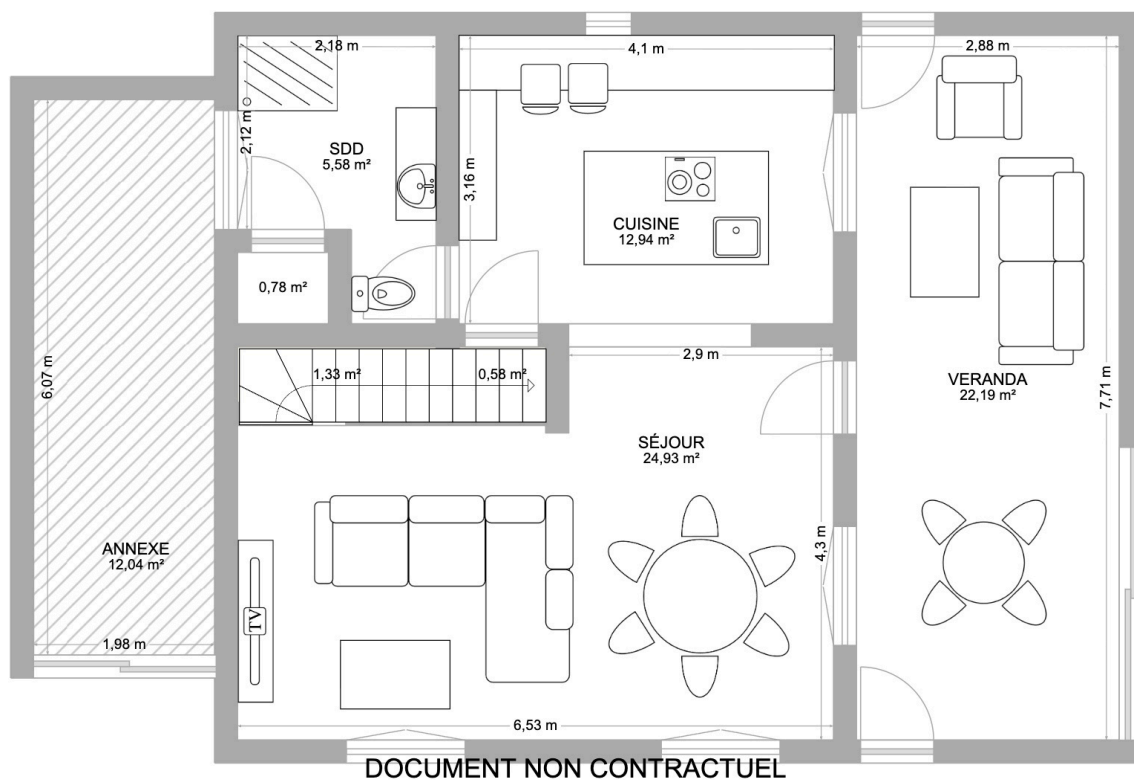 2,18 m
4,1 m
2,88 m
2,12 m
SDD
5,58 m²
3,16 m
CUISINE
12,94 m²
0,78 m²
6,07 m
1,33 m²
0,58 m²
2,9 m
VERANDA
22,19 m²
7,71 m
SÉJOUR
24,93 m²
ANNEXE
12,04 m²
4,3 m
TV
1,98 m
6,53 m
DOCUMENT NON CONTRACTUEL